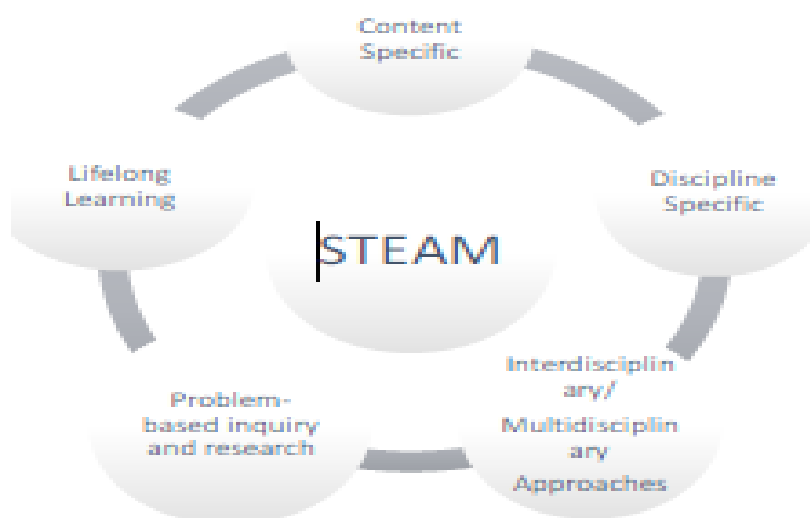 Content
Specific
Lifelong
Learning
Discipline
Specific
STEAM
Interdisciplin
ary/
Multidisciplin
ary
Approaches
Problem-
based inquiry
and research